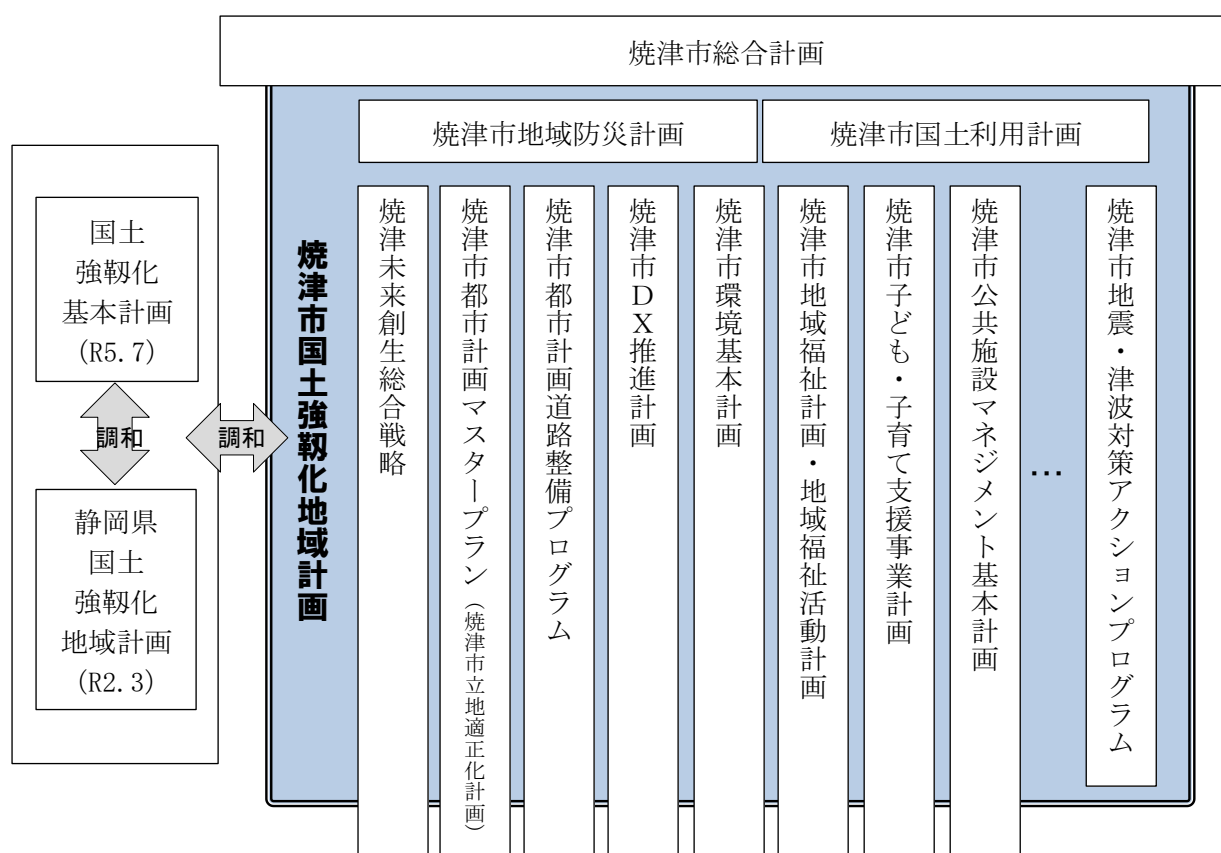 焼津市総合計画
焼津市地域防災計画
焼津市国土利用計画
国土
強靱化
基本計画
(R5.7)
調和
静岡県
国土
強靱化
地域計画
(R2.3)
調和
焼津市国土強靱化地域計画
焼津未来創生総合戦略
焼津市都市計画マスタープラン（焼津市立地適正化計画）
焼津市都市計画道路整備プログラム
焼津市ＤＸ推進計画
焼津市環境基本計画
焼津市地域福祉計画・地域福祉活動計画
焼津市子ども・子育て支援事業計画
焼津市公共施設マネジメント基本計画
…
焼津市地震・津波対策アクションプログラム